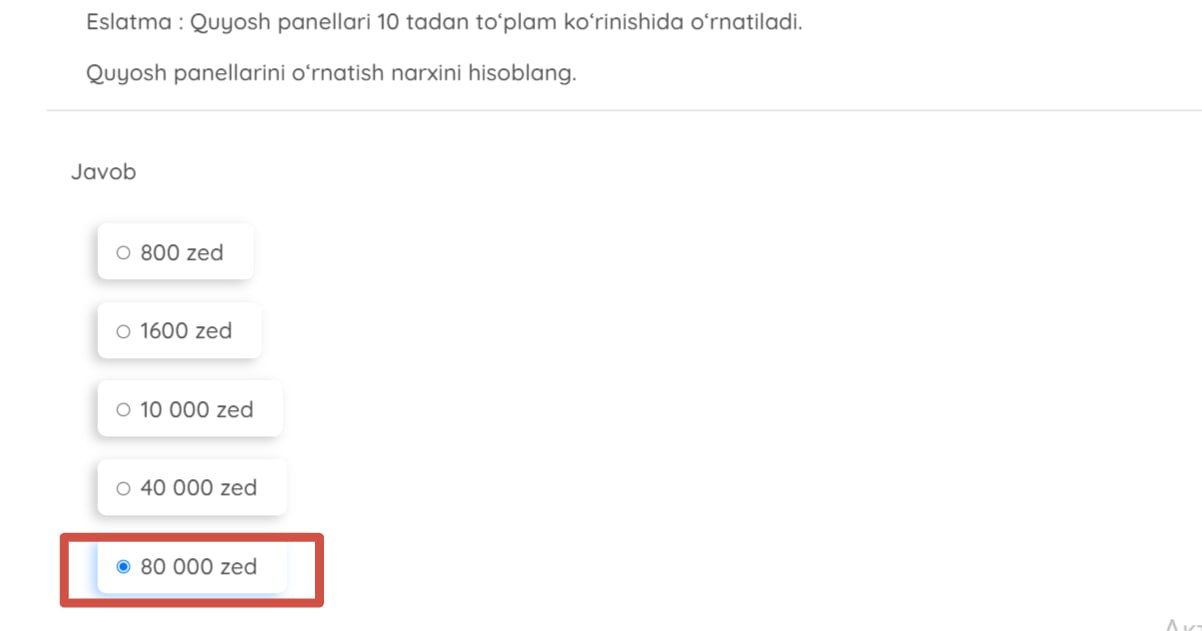 Eslatma : Quyosh panellari 10 tadan to‘plam ko‘rinishida o‘rnatiladi.
Quyosh panellarini o‘rnatish narxini hisoblang.
Javob
800 zed
1600 zed
10 000 zed
40 000 zed
80 000 zed